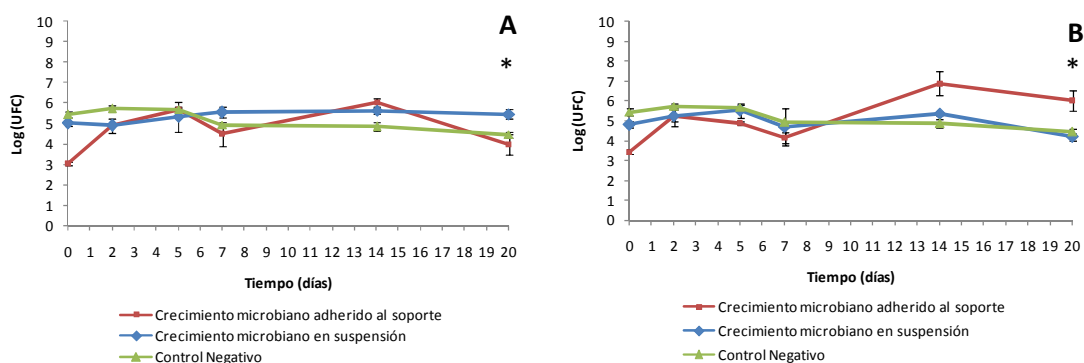 A
*
10
9
8
7
6
5
4
3
2
1
0
Log (UFC)
0 1 2 3 4 5 6 7 8 9 10 11 12 13 14 15 16 17 18 19 20
Tiempo (días)
Crecimiento microbiano adherido al soporte
Crecimiento microbiano en suspensión
Control Negativo
B
*
10
9
8
7
6
5
4
3
2
1
0
Log (UFC)
0 1 2 3 4 5 6 7 8 9 10 11 12 13 14 15 16 17 18 19 20
Tiempo (días)
Crecimiento microbiano adherido al soporte
Crecimiento microbiano en suspensión
Control Negativo